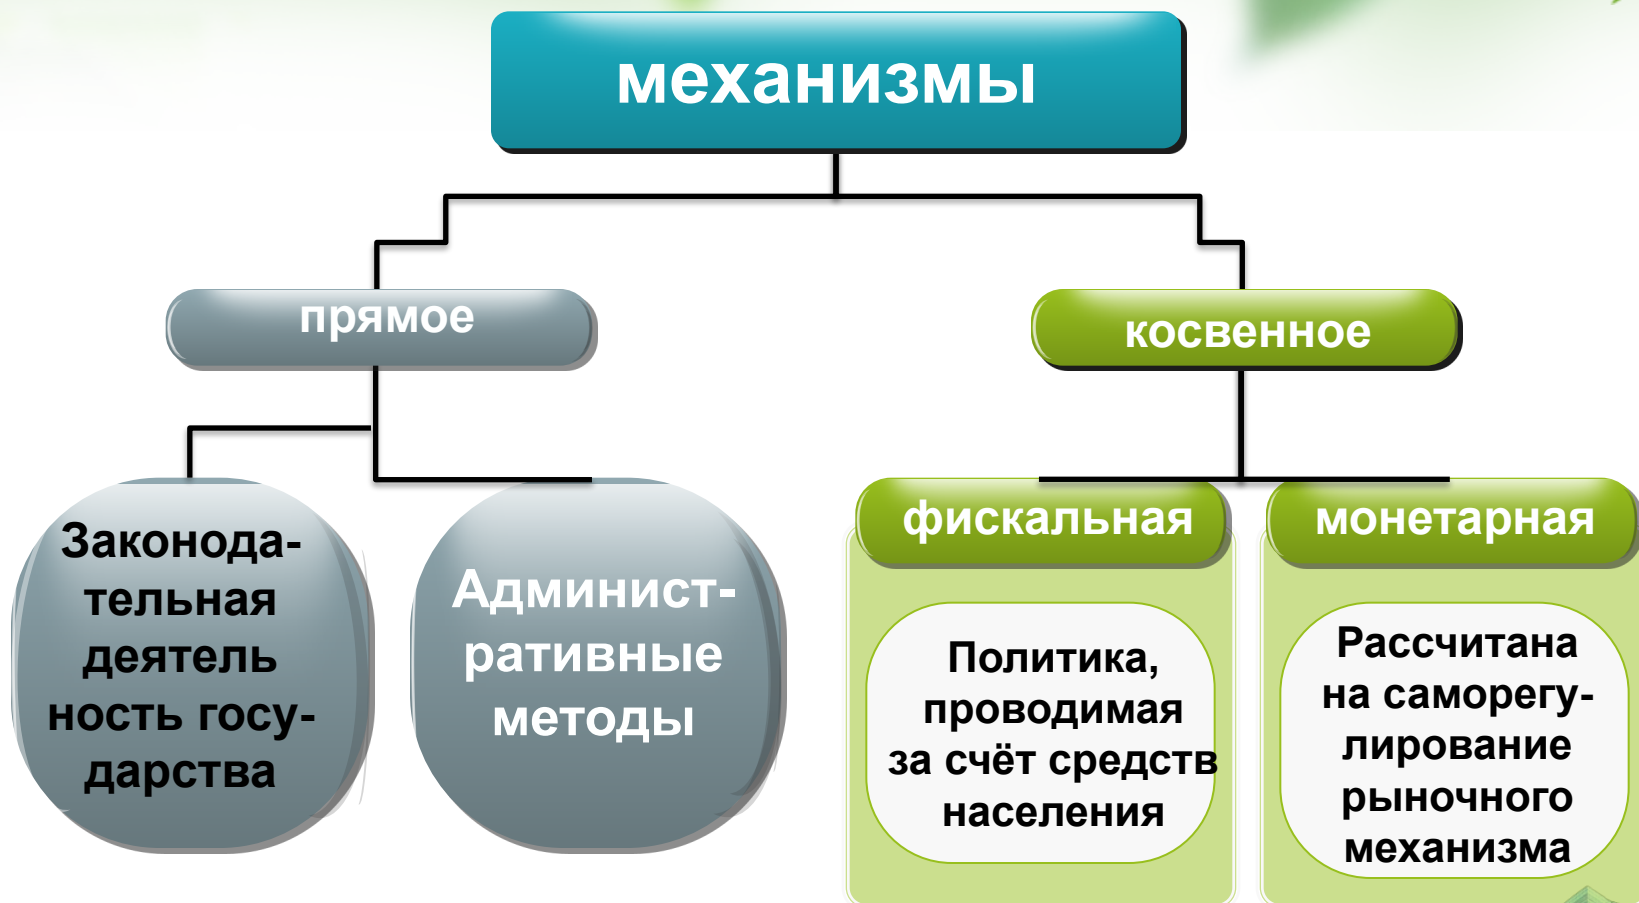 механизмы
прямое
косвенное
Законода-
тельная
деятель
ность госу-
дарства
Админист-
ративные
методы
фискальная
Политика,
проводимая
за счёт средств
населения
монетарная
Рассчитана
на саморегу-
лирование
рыночного
механизма